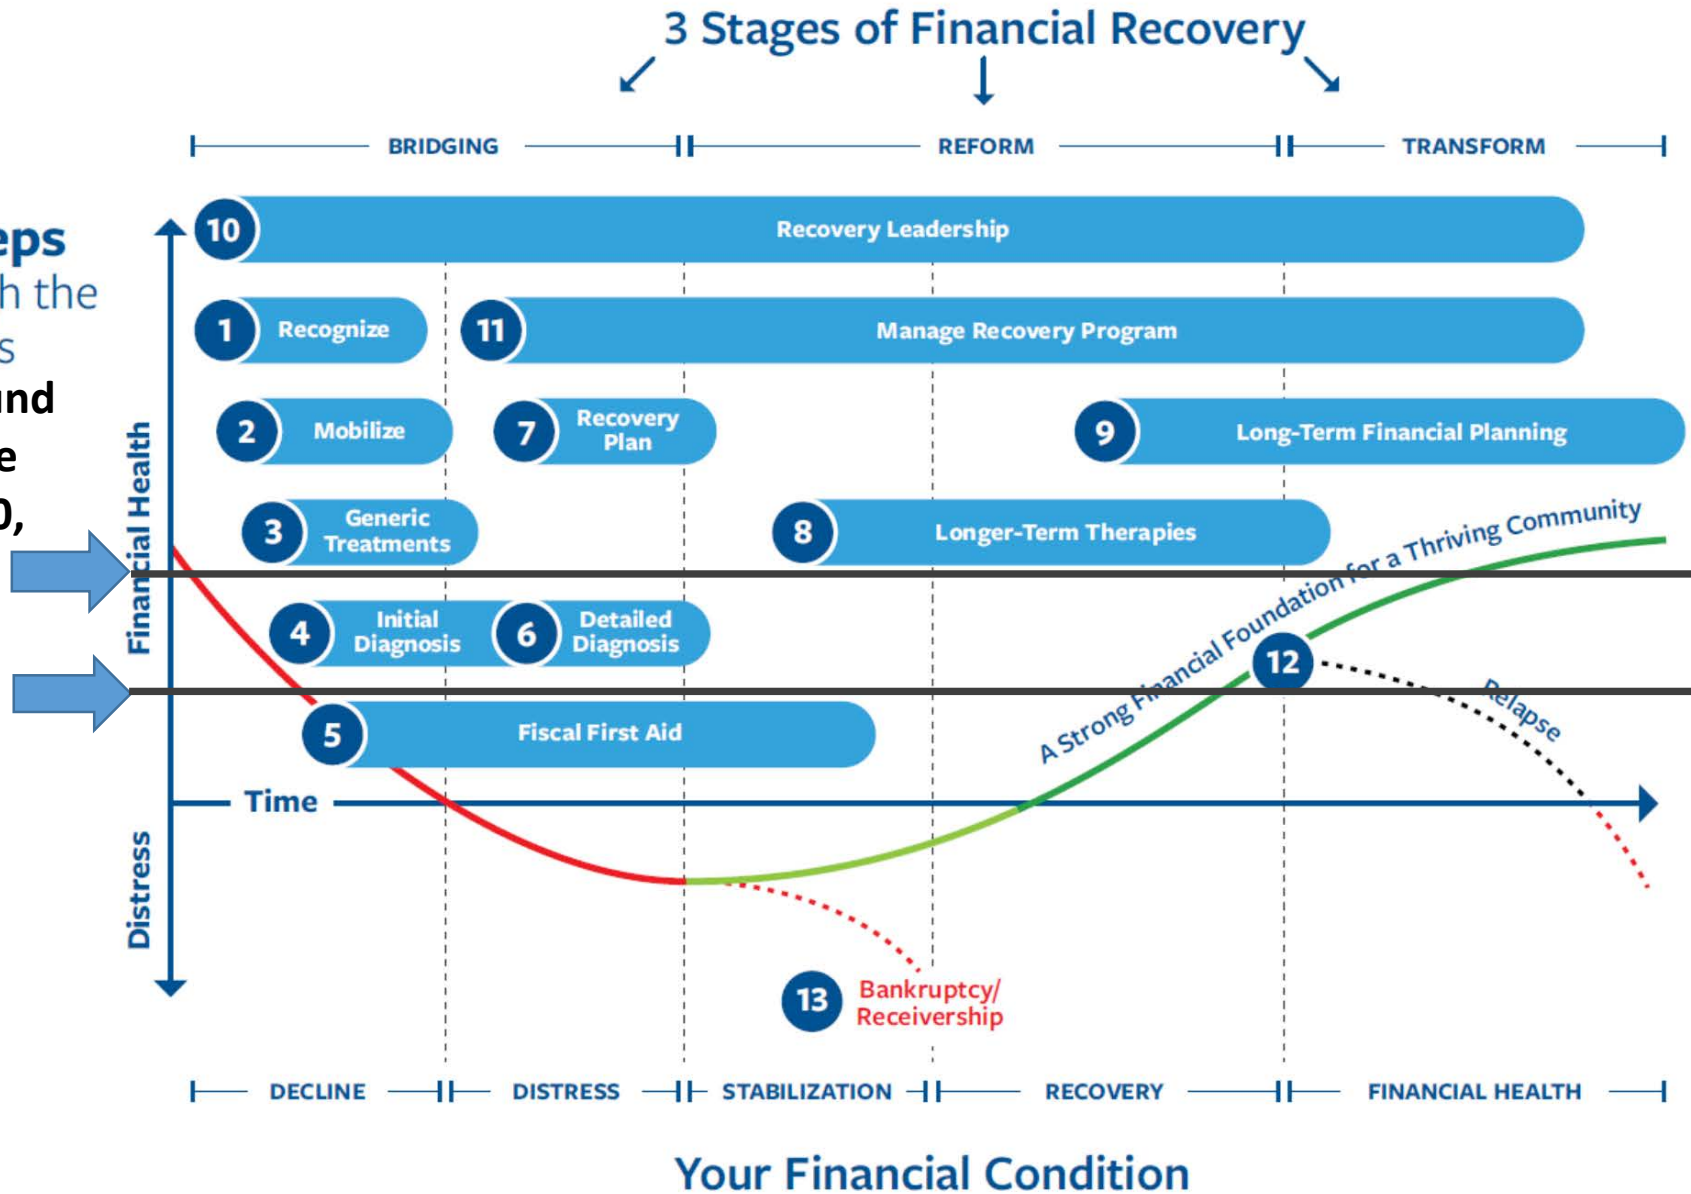 3 Stages of Financial Recovery
BRIDGING
REFORM
TRANSFORM
eps
h the
s
und
e
0,
10
Recovery Leadership
1
Recognize
11
Manage Recovery Program
2
Mobilize
7
Recovery
Plan
9
Long-Term Financial Planning
3
Generic
Treatments
8
Longer-Term Therapies
4
Initial
Diagnosis
6
Detailed
Diagnosis
5
Fiscal First Aid
12
A Strong Financial Foundation for a Thriving Community
Relapse
Financial Health
Time
Distress
13
Bankruptcy/
Receivership
DECLINE
DISTRESS
STABILIZATION
RECOVERY
FINANCIAL HEALTH
Your Financial Condition